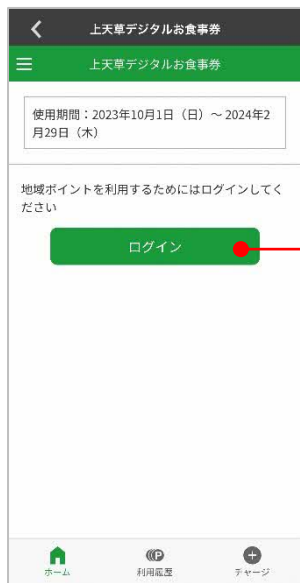 上天草デジタルお食事券
上天草デジタルお食事券
使用期間：2023年10月1日（日）～2024年2
月29日（木）
地域ポイントを利用するためにはログインしてく
ださい
ログイン
ホーム
利用履歴
チャージ